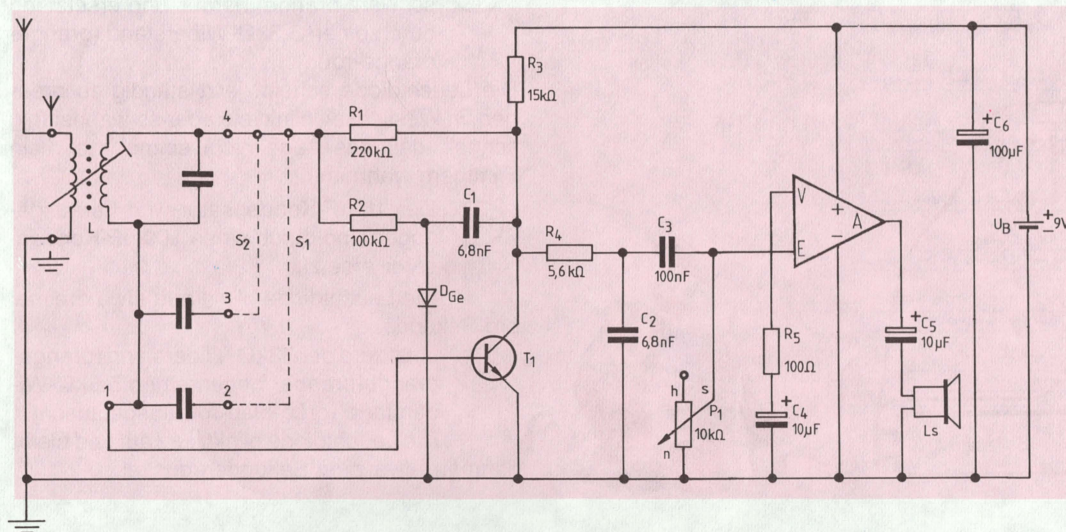 R3
15kΩ
4
R1
220kΩ
+C6
100µF
L
S2
S1
R2
100kΩ
C1
6,8nF
R4
5,6kΩ
C3
100nF
V
+
A
−
E
UB
+
−
9V
3
DGe
C2
6,8nF
T1
R5
100Ω
+C5
10µF
1
2
h
s
P1
10kΩ
n
+C4
10µF
Ls